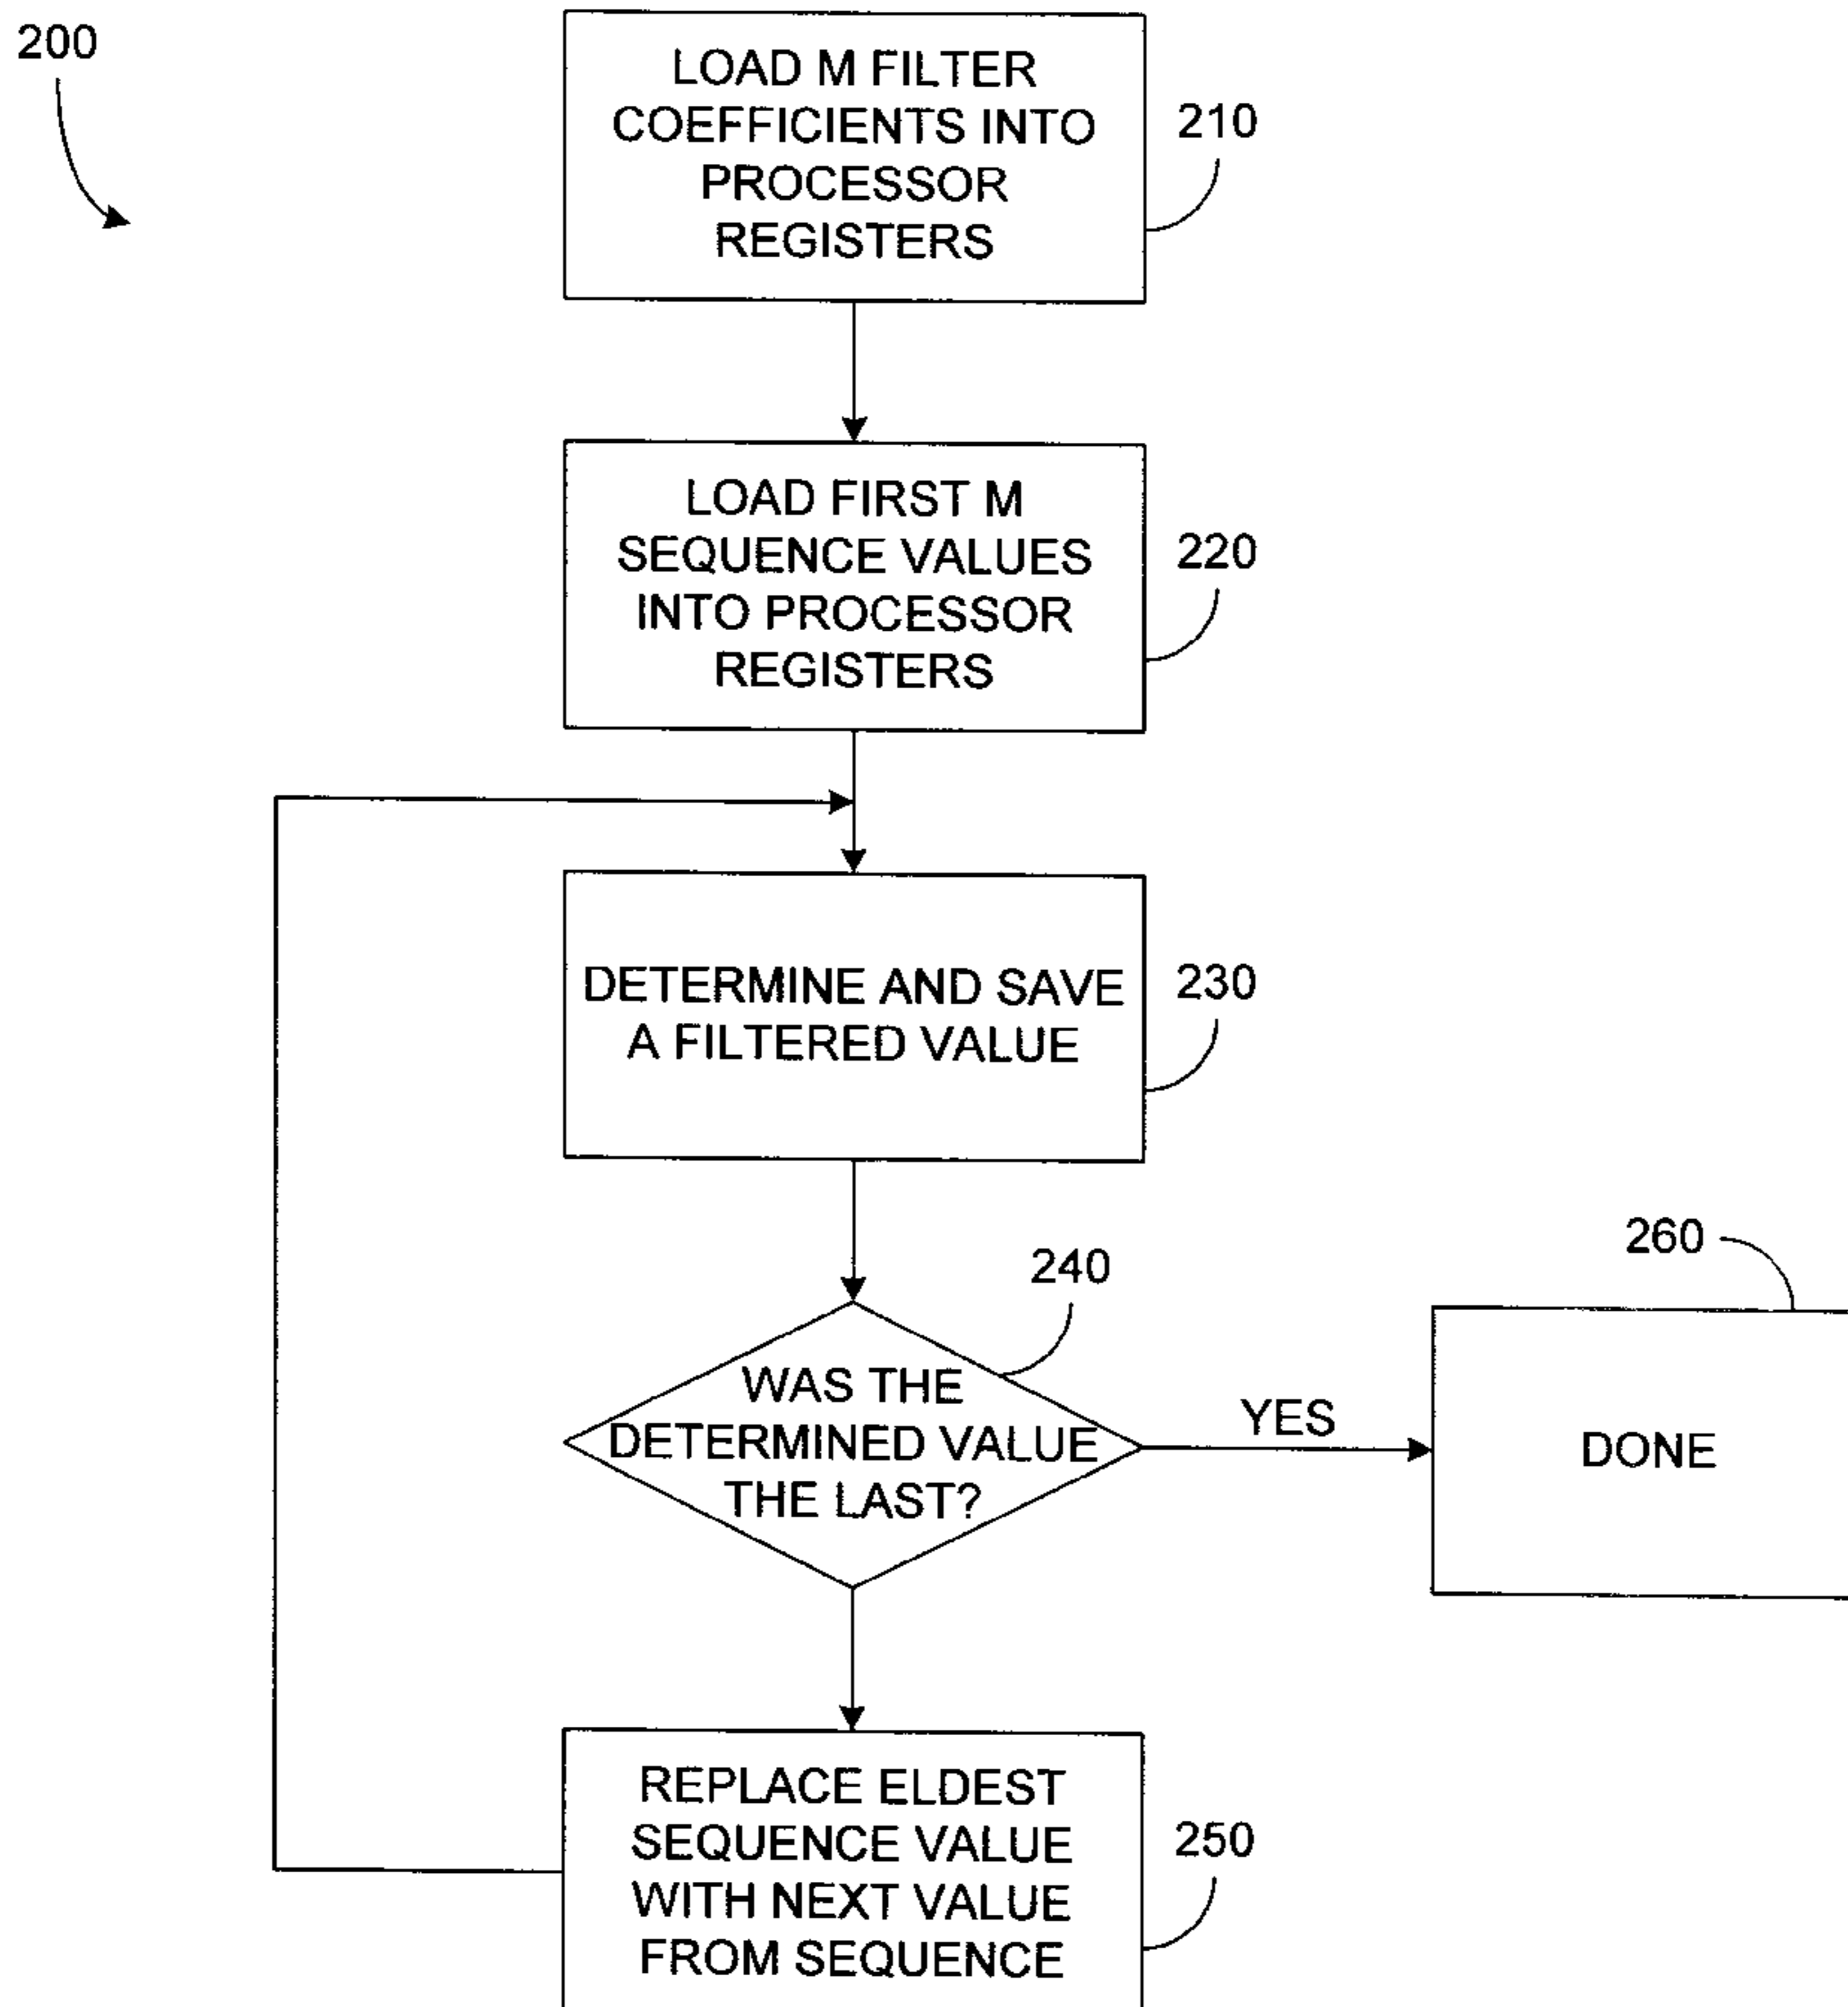 200
LOAD M FILTER
COEFFICIENTS INTO
PROCESSOR
REGISTERS
210
LOAD FIRST M
SEQUENCE VALUES
INTO PROCESSOR
REGISTERS
220
DETERMINE AND SAVE
A FILTERED VALUE
230
240
WAS THE
DETERMINED VALUE
THE LAST?
YES
260
DONE
REPLACE ELDEST
SEQUENCE VALUE
WITH NEXT VALUE
FROM SEQUENCE
250